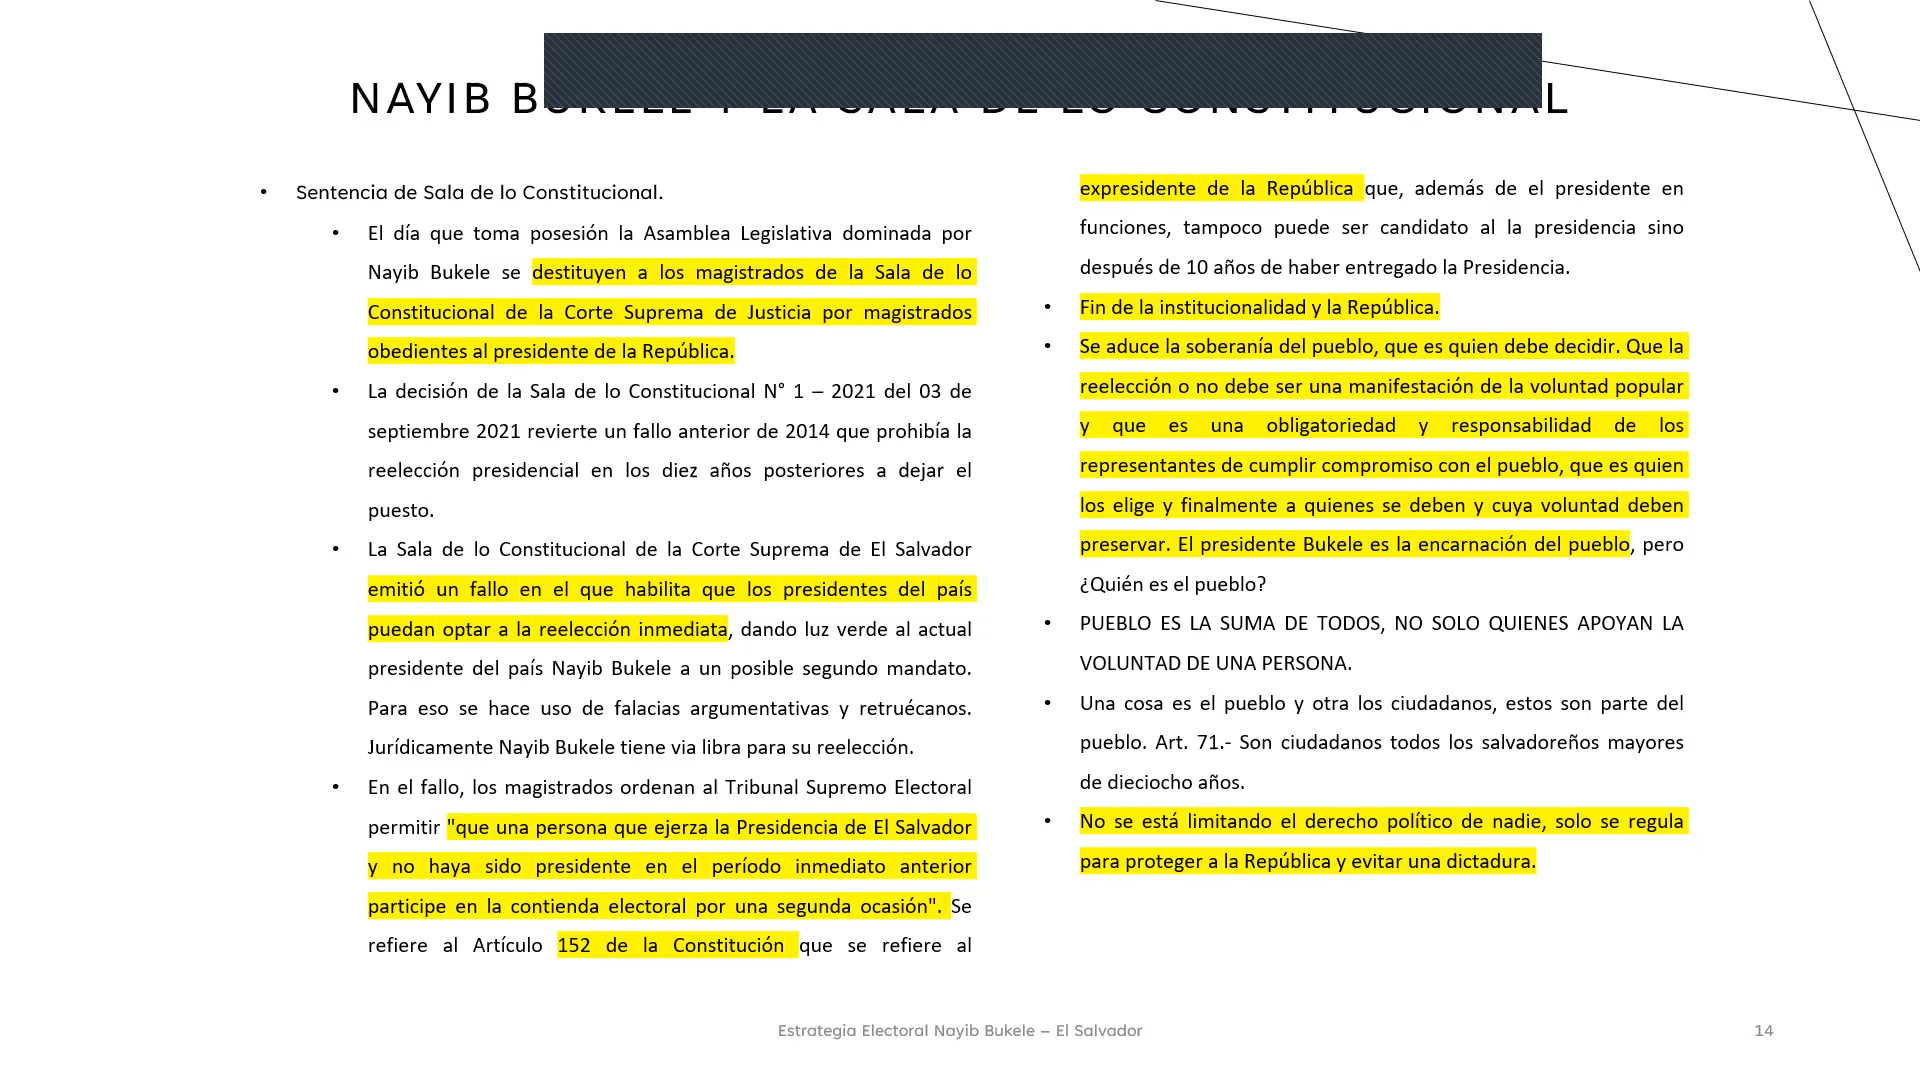 NAYIB BUKELE Y LA SALA DE LO CONSTITUCIONAL
• Sentencia de Sala de lo Constitucional.
• El día que toma posesión la Asamblea Legislativa dominada por
Nayib Bukele se destituyen a los magistrados de la Sala de lo
Constitucional de la Corte Suprema de Justicia por magistrados
obedientes al presidente de la República.
• La decisión de la Sala de lo Constitucional N° 1 – 2021 del 03 de
septiembre 2021 revierte un fallo anterior de 2014 que prohibía la
reelección presidencial en los diez años posteriores a dejar el
puesto.
• La Sala de lo Constitucional de la Corte Suprema de El Salvador
emitió un fallo en el que habilita que los presidentes del país
puedan optar a la reelección inmediata, dando luz verde al actual
presidente del país Nayib Bukele a un posible segundo mandato.
Para eso se hace uso de falacias argumentativas y retruécanos.
Jurídicamente Nayib Bukele tiene via libra para su reelección.
• En el fallo, los magistrados ordenan al Tribunal Supremo Electoral
permitir "que una persona que ejerza la Presidencia de El Salvador
y no haya sido presidente en el período inmediato anterior
participe en la contienda electoral por una segunda ocasión". Se
refiere al Artículo 152 de la Constitución que se refiere al
expresidente de la República que, además de el presidente en
funciones, tampoco puede ser candidato al la presidencia sino
después de 10 años de haber entregado la Presidencia.
• Fin de la institucionalidad y la República.
• Se aduce la soberanía del pueblo, que es quien debe decidir. Que la
reelección o no debe ser una manifestación de la voluntad popular
y que es una obligatoriedad y responsabilidad de los
representantes de cumplir compromiso con el pueblo, que es quien
los elige y finalmente a quienes se deben y cuya voluntad deben
preservar. El presidente Bukele es la encarnación del pueblo, pero
¿Quién es el pueblo?
• PUEBLO ES LA SUMA DE TODOS, NO SOLO QUIENES APOYAN LA
VOLUNTAD DE UNA PERSONA.
• Una cosa es el pueblo y otra los ciudadanos, estos son parte del
pueblo. Art. 71.- Son ciudadanos todos los salvadoreños mayores
de dieciocho años.
• No se está limitando el derecho político de nadie, solo se regula
para proteger a la República y evitar una dictadura.
Estrategia Electoral Nayib Bukele – El Salvador
14